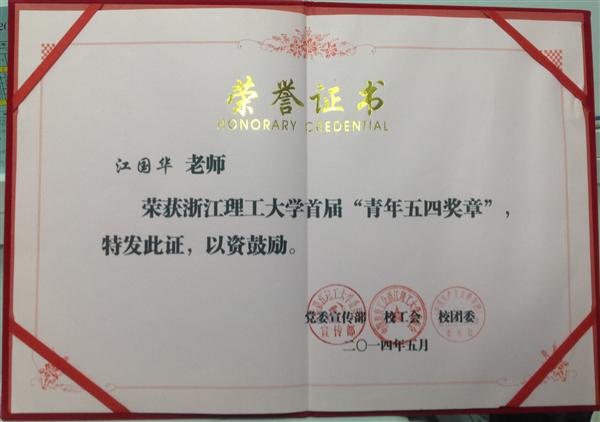 荣誉证书
HONORARY CREDENTIAL
江国华 老师
荣获浙江理工大学首届“青年五四奖章”，
特发此证，以资鼓励。
党委宣传部 校工会 校团委
二〇一四年五月